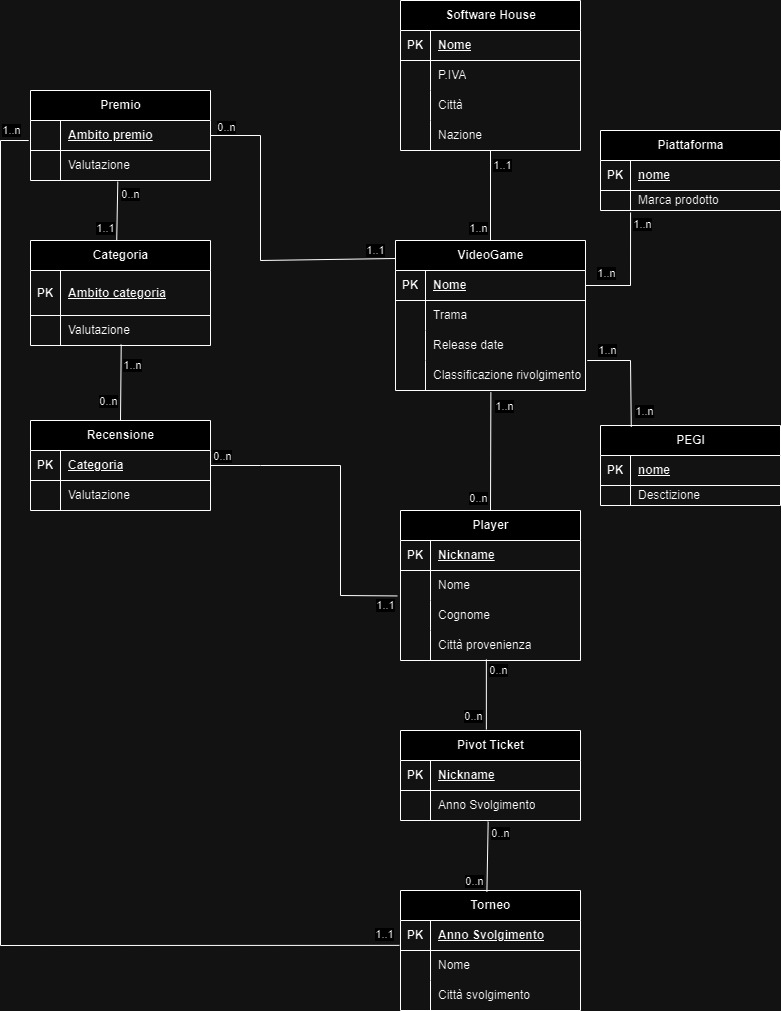 Software House
PK Nome
P.IVA
Città
Nazione
Premio
Ambito premio
Valutazione
1..n
0..n
Piattaforma
PK nome
Marca prodotto
1..1
0..n
1..1
1..n
1..n
Categoria
PK Ambito categoria
Valutazione
1..1
VideoGame
PK Nome
Trama
Release date
Classificazione rivolgimento
1..n
1..n
1..n
0..n
1..n
1..n
Recensione
PK Categoria
Valutazione
0..n
PEGI
PK nome
Desctizione
0..n
Player
PK Nickname
Nome
Cognome
Città provenienza
1..1
0..n
0..n
Pivot Ticket
PK Nickname
Anno Svolgimento
0..n
0..n
Torneo
PK Anno Svolgimento
Nome
Città svolgimento
1..1